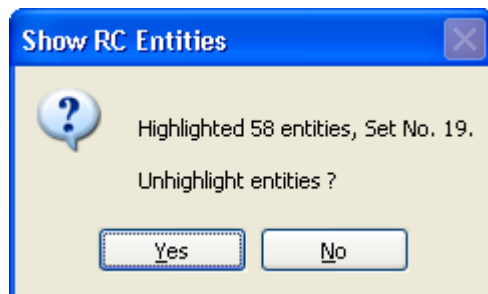 Show RC Entities
Highlighted 58 entities, Set No. 19.
Unhighlight entities ?
Yes No